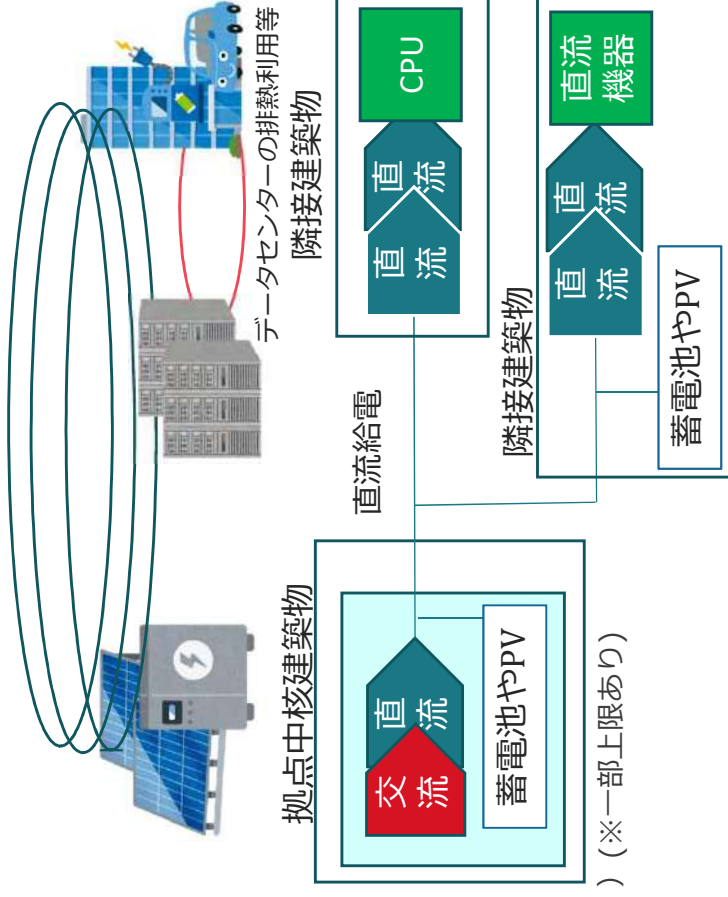 データセンターの排熱利用等
拠点中核建築物
交流
直流
蓄電池やPV
）（※一部上限あり）
直流給電
隣接建築物
直流
直流
CPU
隣接建築物
直流
直流
直流機器
蓄電池やPV